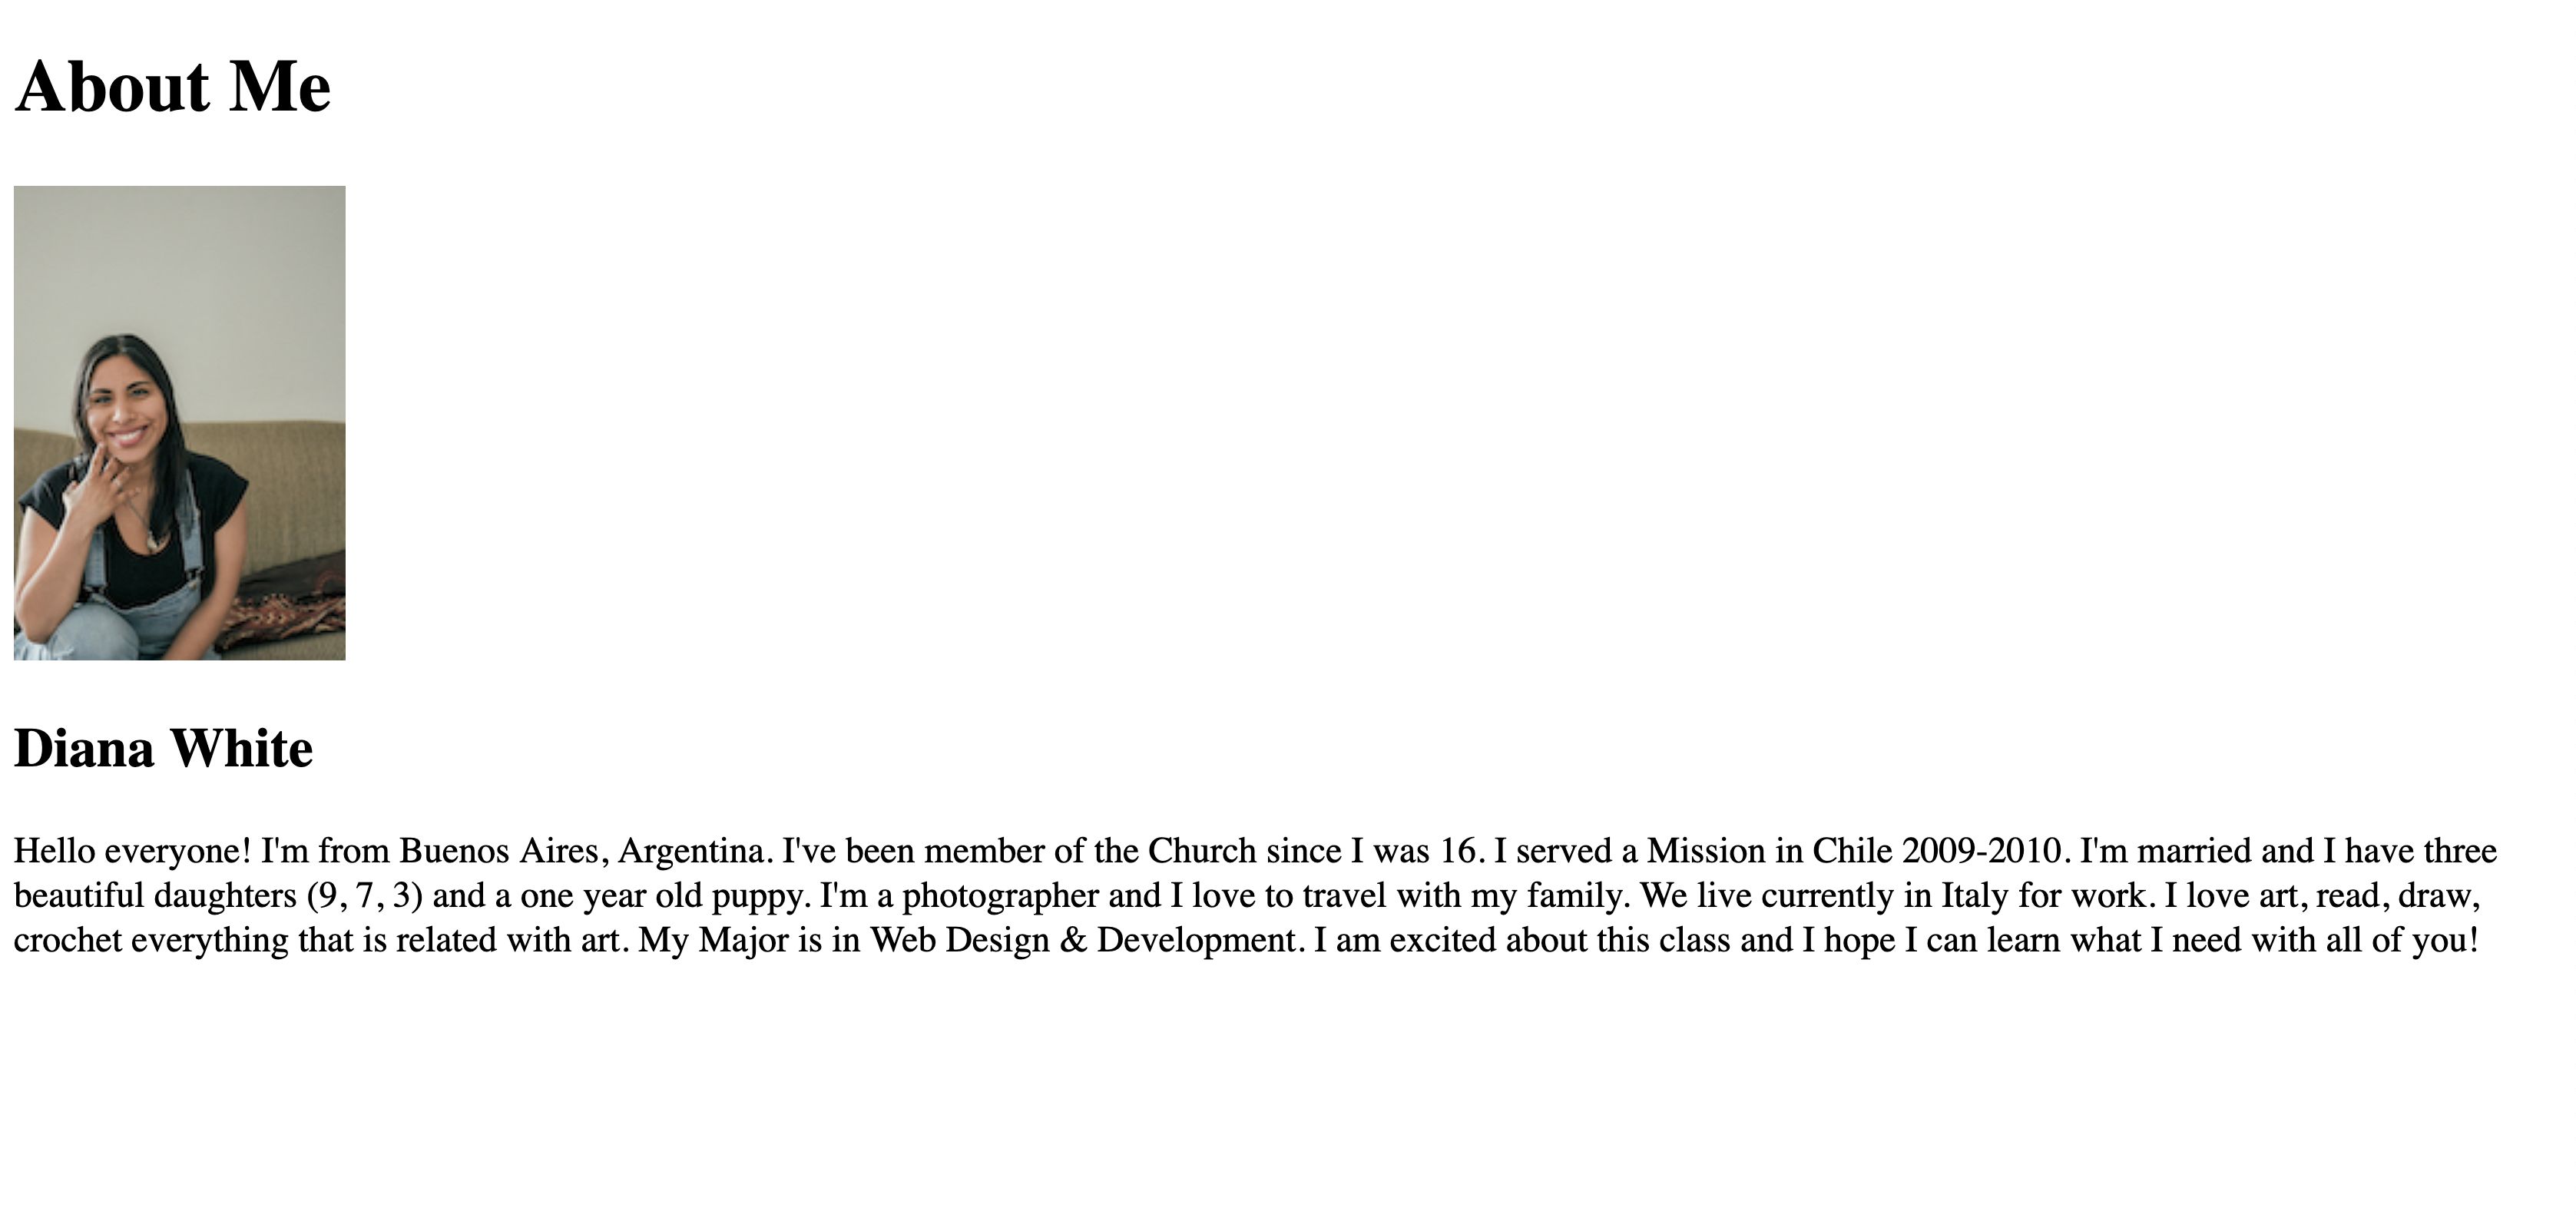 About Me
Diana White
Hello everyone! I'm from Buenos Aires, Argentina. I've been member of the Church since I was 16. I served a Mission in Chile 2009-2010. I'm married and I have three
beautiful daughters (9, 7, 3) and a one year old puppy. I'm a photographer and I love to travel with my family. We live currently in Italy for work. I love art, read, draw,
crochet everything that is related with art. My Major is in Web Design & Development. I am excited about this class and I hope I can learn what I need with all of you!